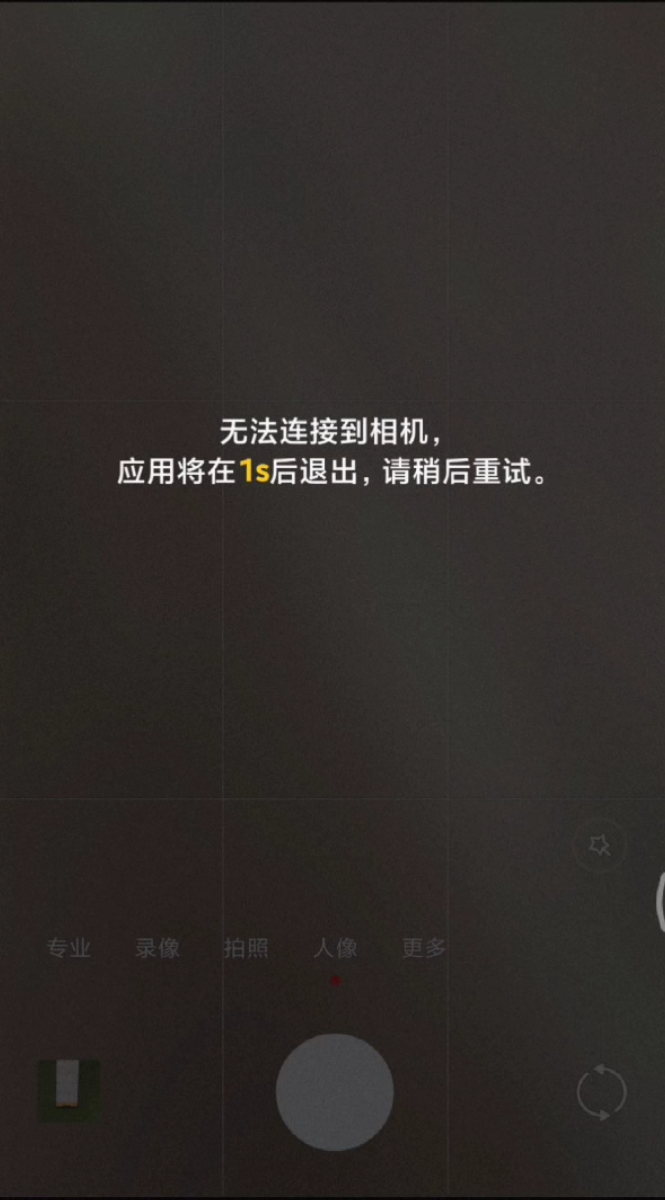 无法连接到相机，
应用将在1s后退出，请稍后重试。
专业 录像 拍照 人像 更多